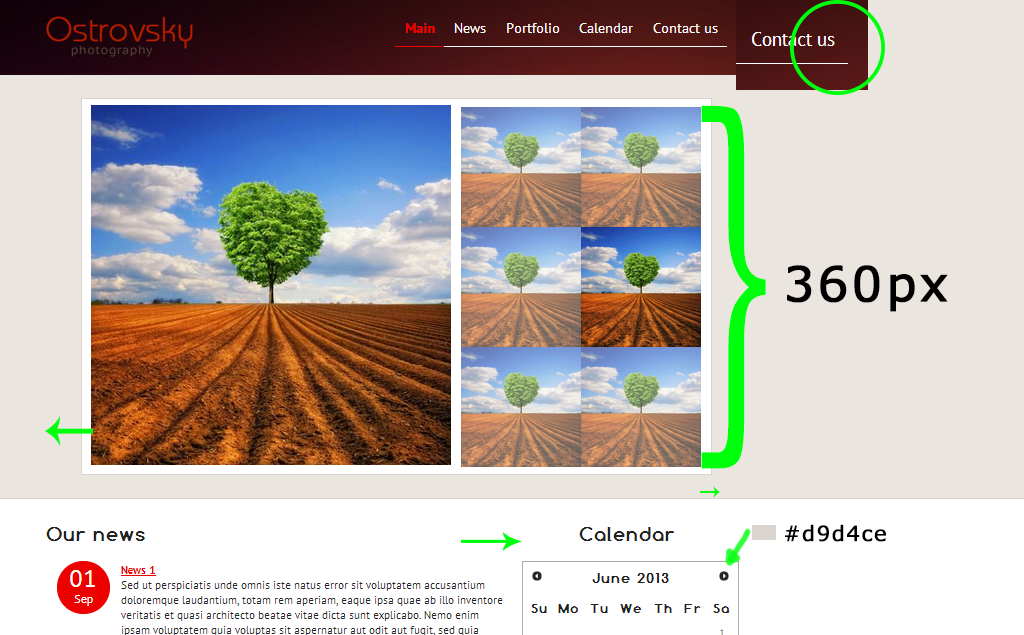 Ostrovsky
photography
Main News Portfolio Calendar Contact us
Contact us
360px
Our news
Calendar
#d9d4ce
01
Sep
News 1
Sed ut perspiciatis unde omnis iste natus error sit voluptatem accusantium
doloremque laudantium, totam rem aperiam, eaque ipsa quae ab illo inventore
veritatis et quasi architecto beatae vitae dicta sunt explicabo. Nemo enim
ipsam voluptatem quia voluptas sit aspernatur aut odit aut fugit, sed quia
June 2013
Su Mo Tu We Th Fr Sa
1